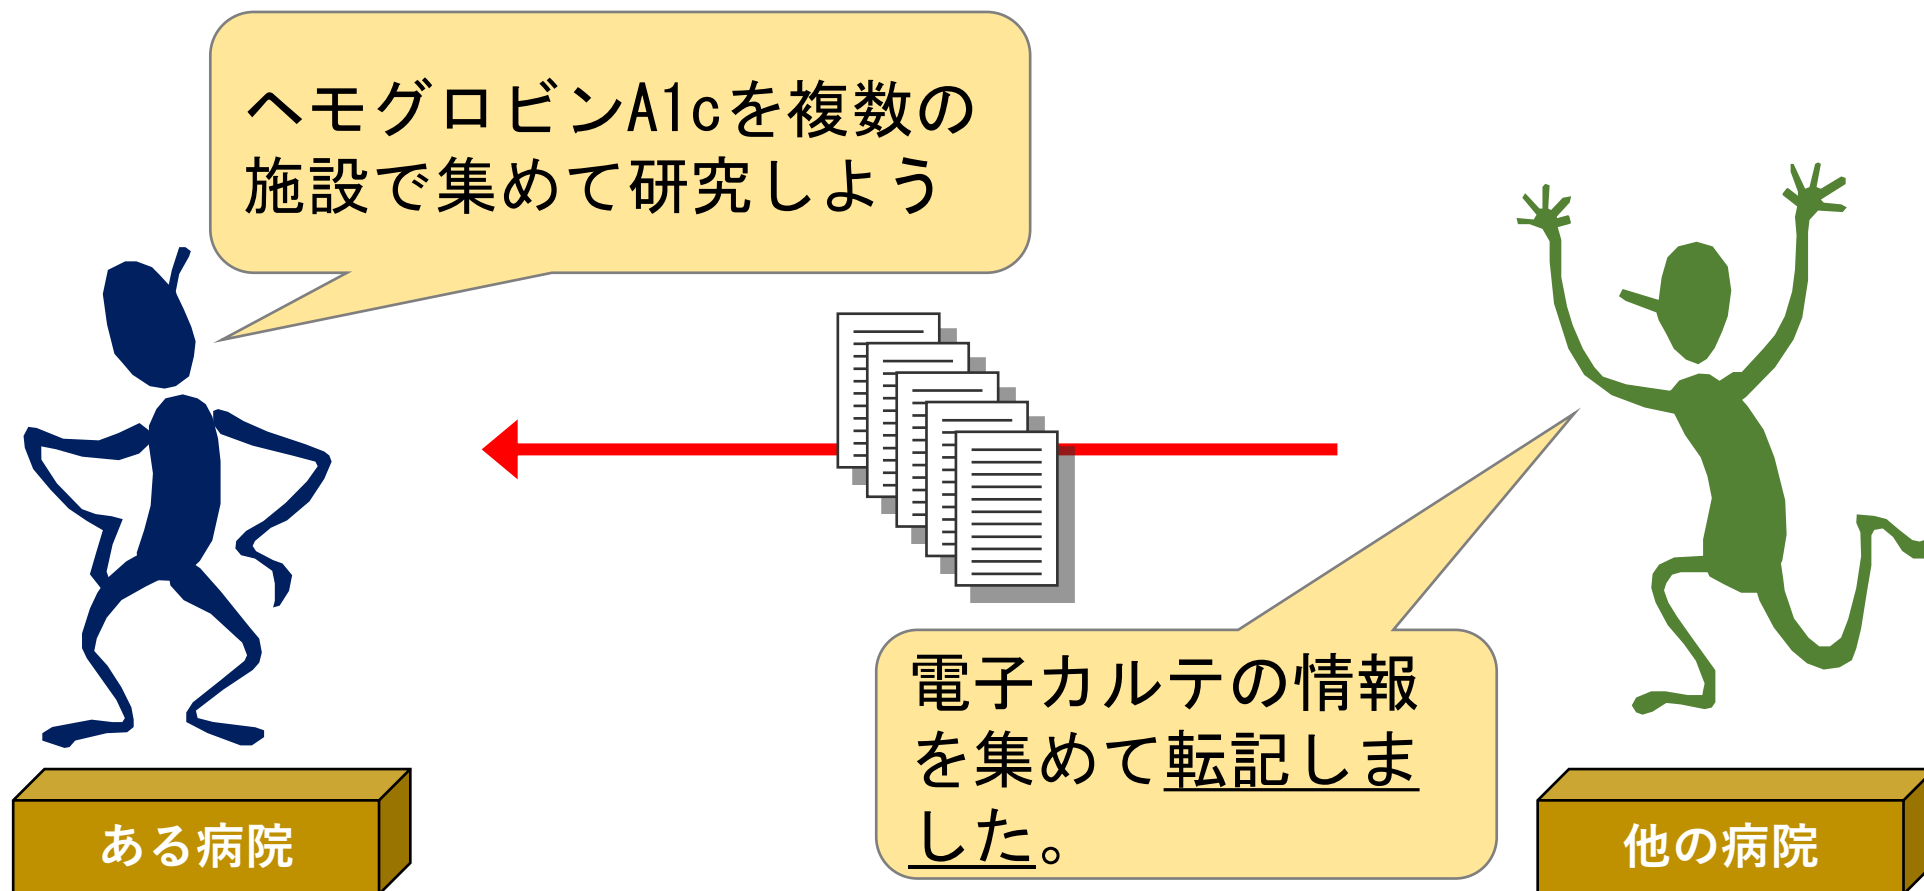 ヘモグロビンA1cを複数の
施設で集めて研究しよう
電子カルテの情報
を集めて転記しま
した。
ある病院
他の病院